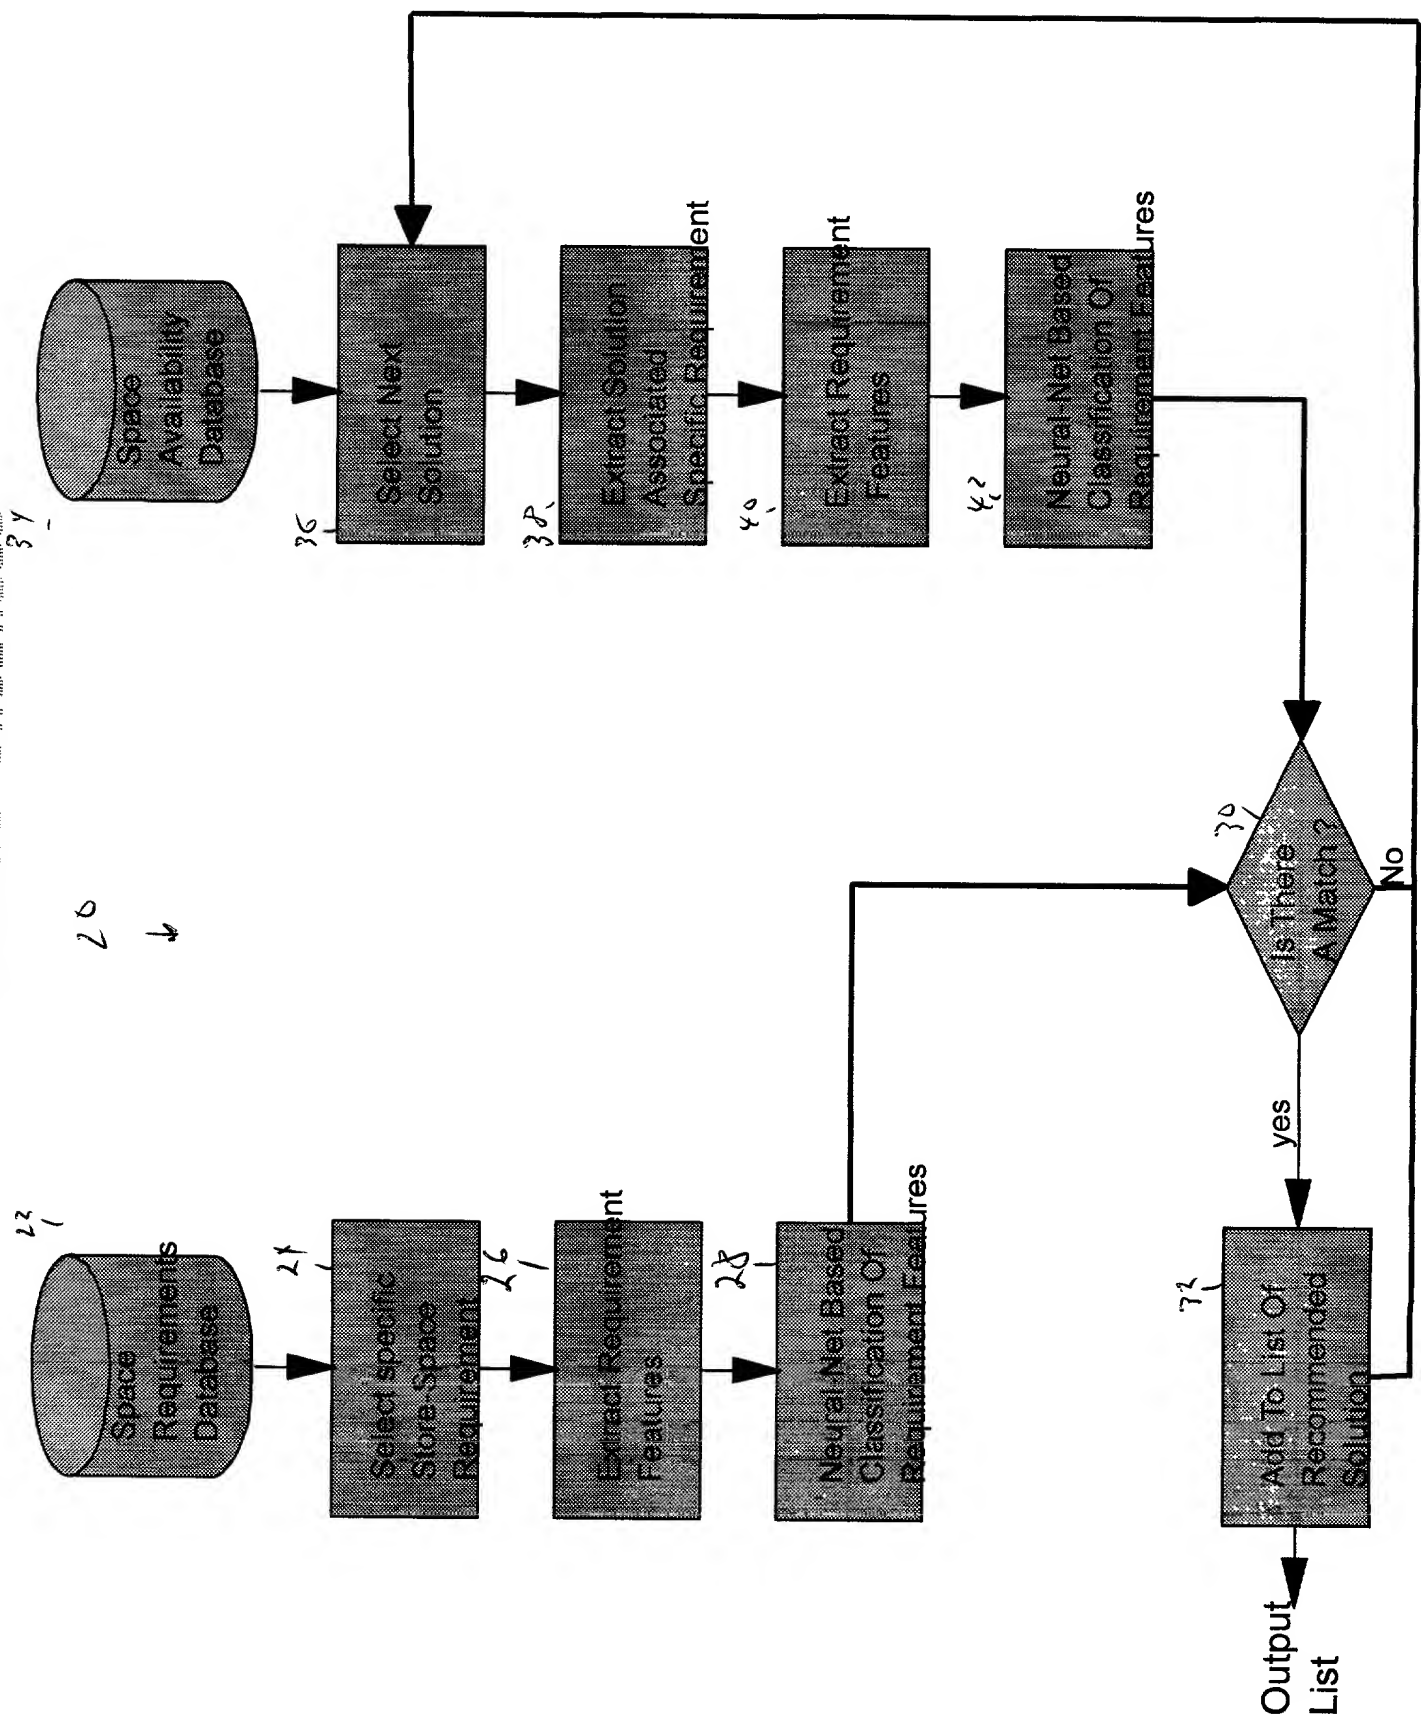 20
22
Space
Requirements
Database
24
Select specific
Store-Space
Requirement
26
Extract Requirement
Features
28
Neural-Net Based
Classification Of
Requirement Features
34
Space
Availability
Database
36
Select Next
Solution
38
Extract Solution
Associated
Specific Requirement
40
Extract Requirement
Features
42
Neural-Net Based
Classification Of
Requirement Features
30
Is There
A Match ?
No
yes
32
Add To List Of
Recommended
Solution
Output
List